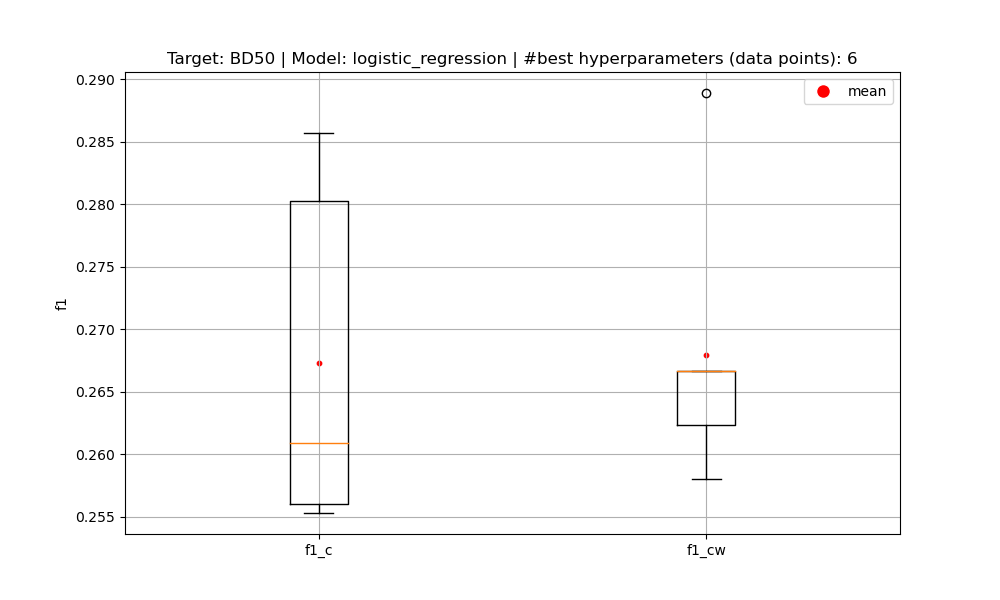 Target: BD50 | Model: logistic_regression | #best hyperparameters (data points): 6
mean
0.290
0.285
0.280
0.275
0.270
0.265
0.260
0.255
f1
f1_c
f1_cw